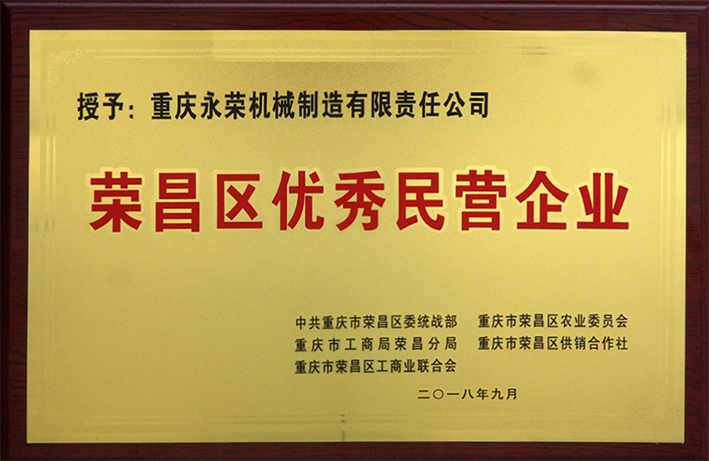 授予：重庆永荣机械制造有限责任公司
荣昌区优秀民营企业
中共重庆市荣昌区委统战部 重庆市荣昌区农业委员会
重庆市工商局荣昌分局 重庆市荣昌区供销合作社
重庆市荣昌区工商业联合会
二〇一八年九月